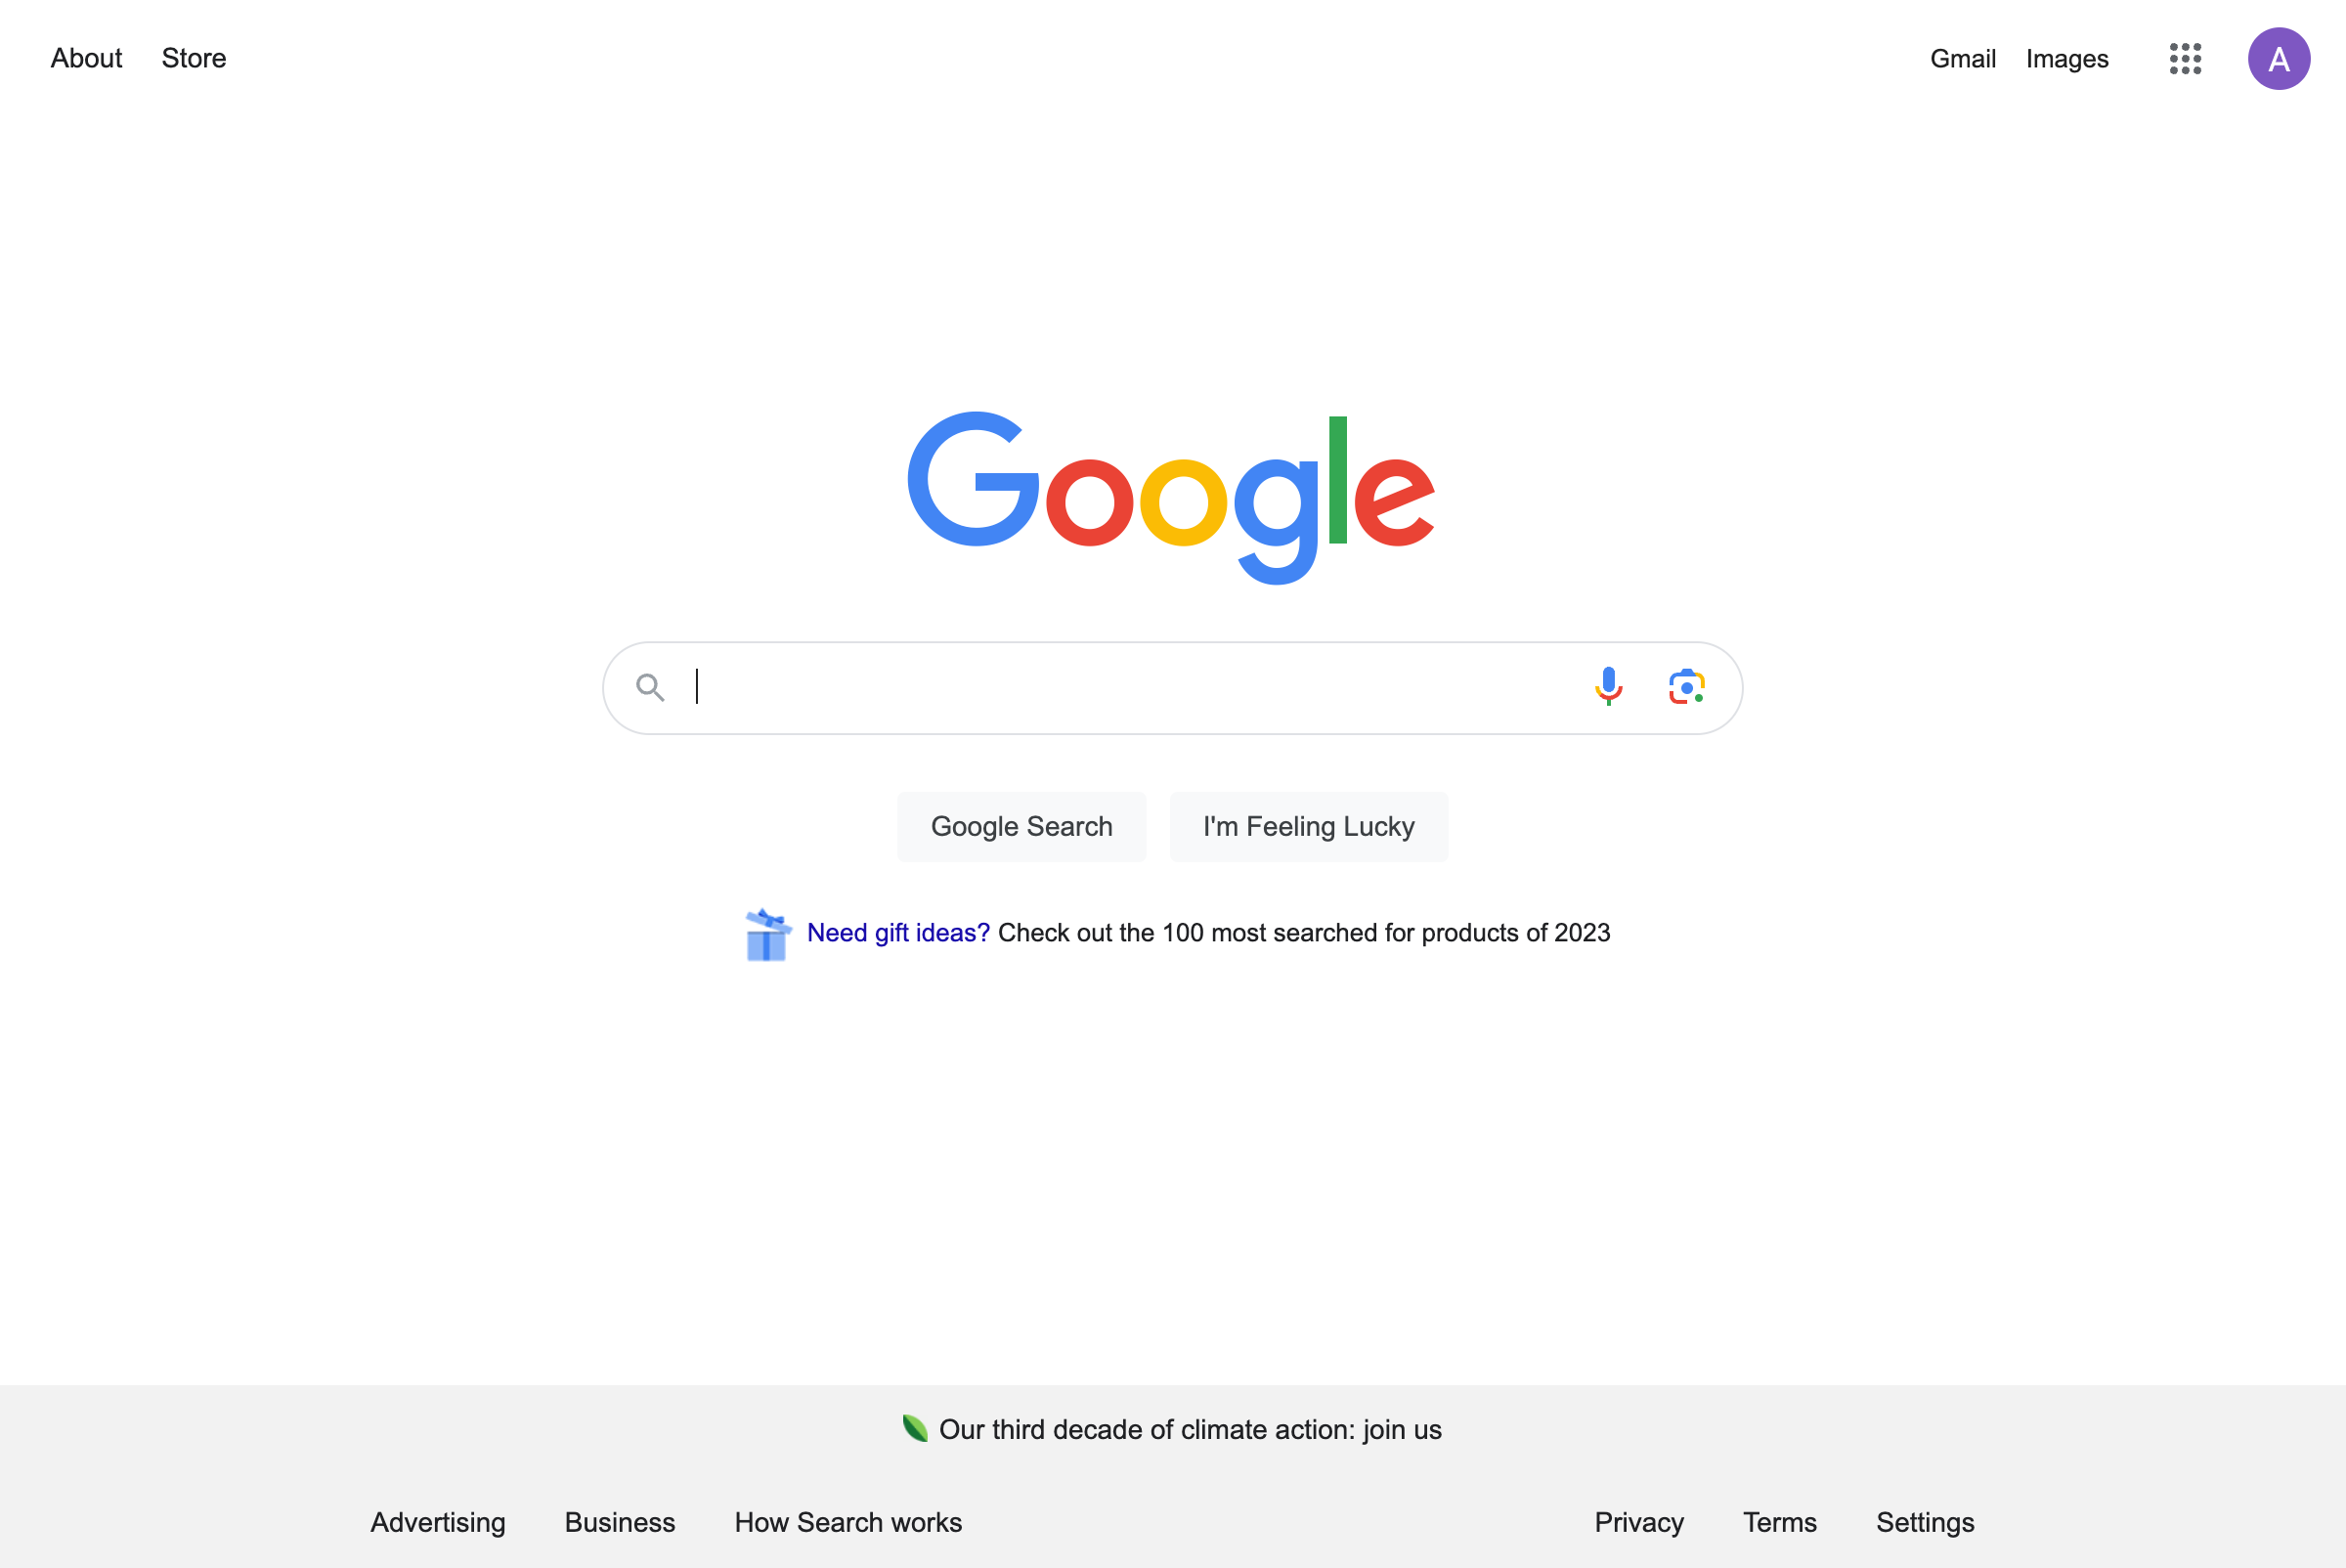 About Store Gmail Images A
Google
Google Search I'm Feeling Lucky
Need gift ideas? Check out the 100 most searched for products of 2023
Our third decade of climate action: join us
Advertising Business How Search works Privacy Terms Settings